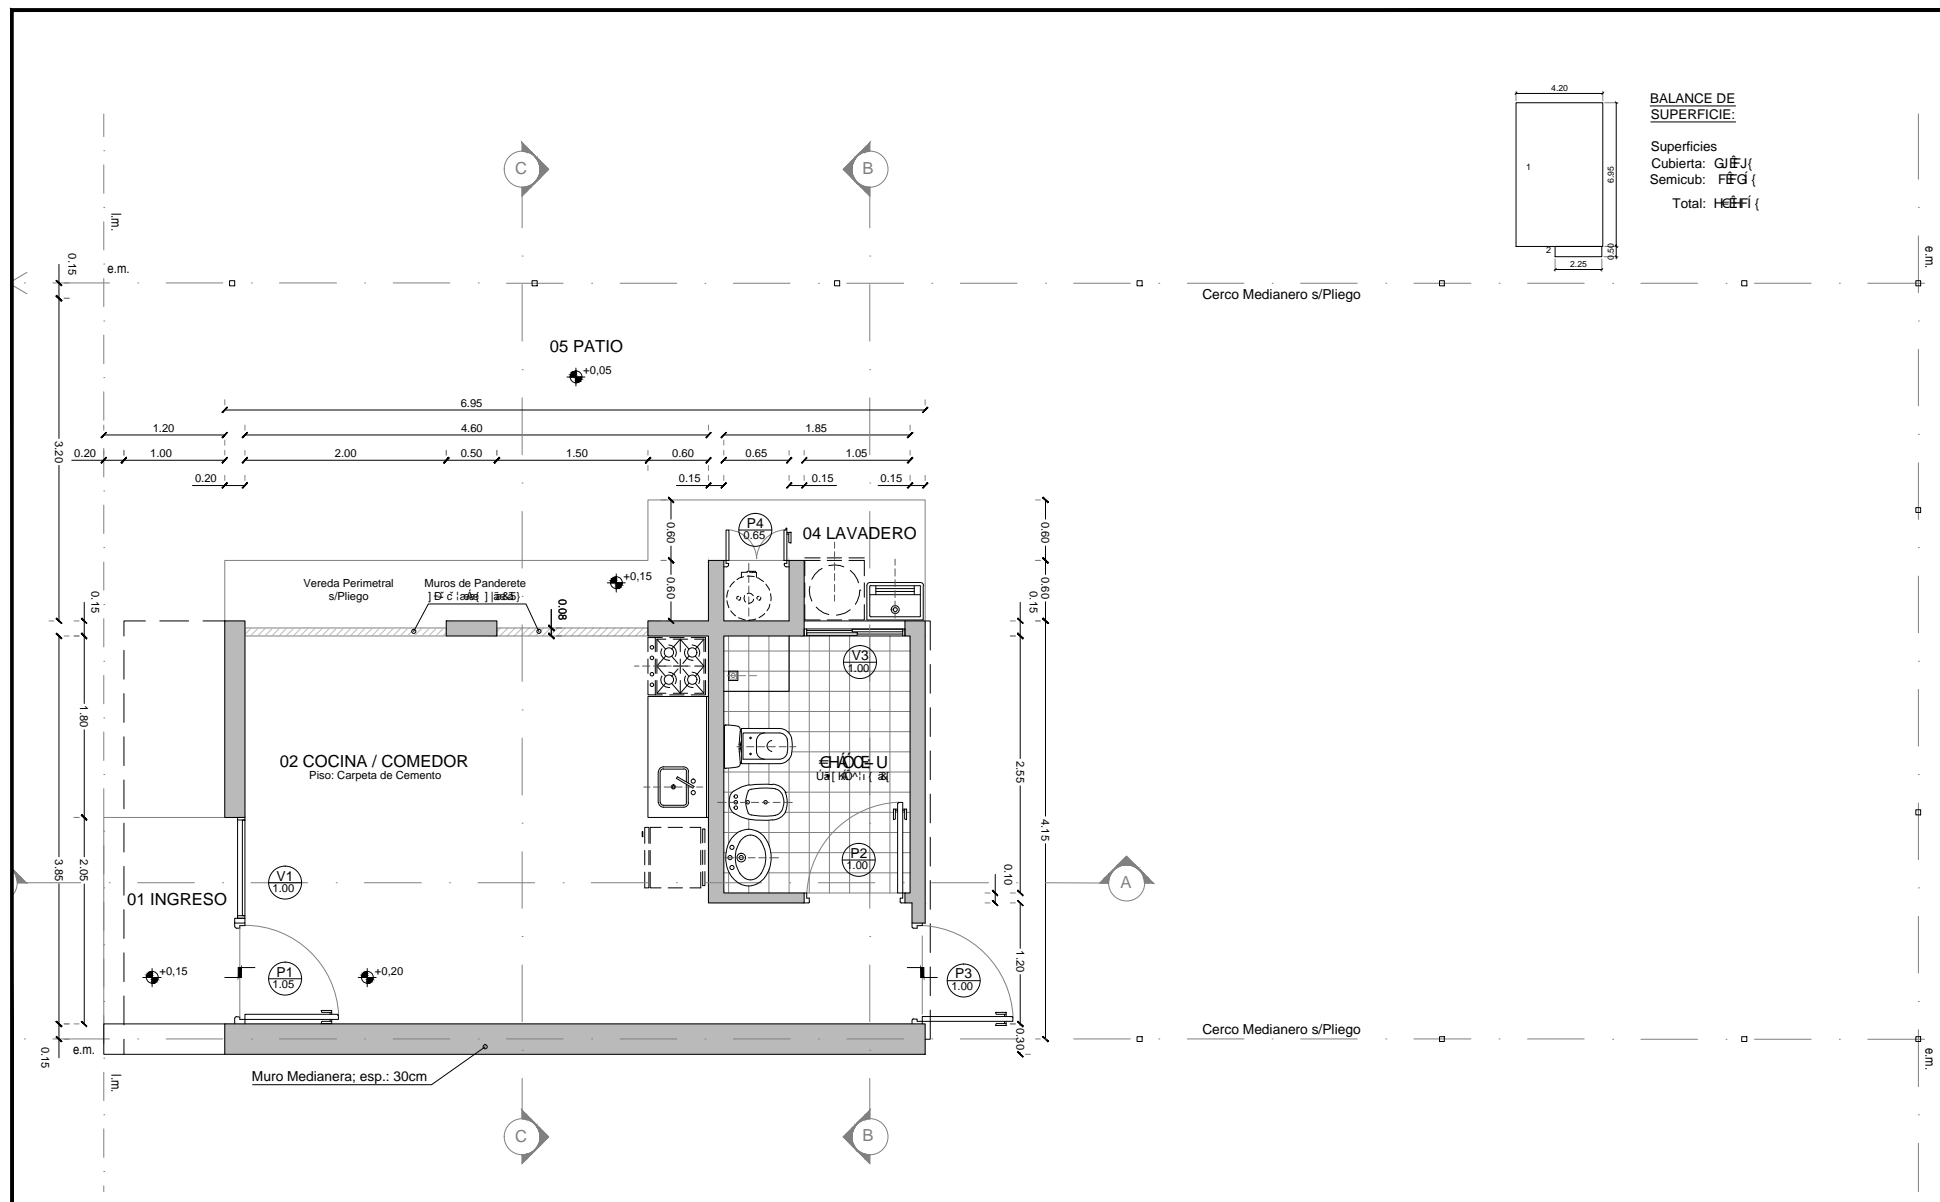 4.20
BALANCE DE
SUPERFICIE:
Superficies
Cubierta:
Semicub:
Total:
1
6.95
2
0.50
2.25
C
B
l.m.
e.m.
e.m.
0.15
Cerco Medianero s/Pliego
05 PATIO
+0,05
6.95
1.20
4.60
1.85
3.20
0.20
1.00
2.00
0.50
1.50
0.60
0.65
1.05
0.20
0.15
0.15
0.15
0.60
P4
0.65
04 LAVADERO
0.60
Vereda Perimetral
s/Pliego
Muros de Panderete
+0,15
0.60
0.60
0.15
0.08
0.15
V3
1.00
1.80
02 COCINA / COMEDOR
Piso: Carpeta de Cemento
2.55
4.15
3.85
2.05
V1
1.00
P2
1.00
0.10
A
01 INGRESO
+0,15
P1
1.05
+0,20
P3
1.00
1.20
0.30
Cerco Medianero s/Pliego
0.15
e.m.
l.m.
e.m.
Muro Medianera; esp.: 30cm
C
B